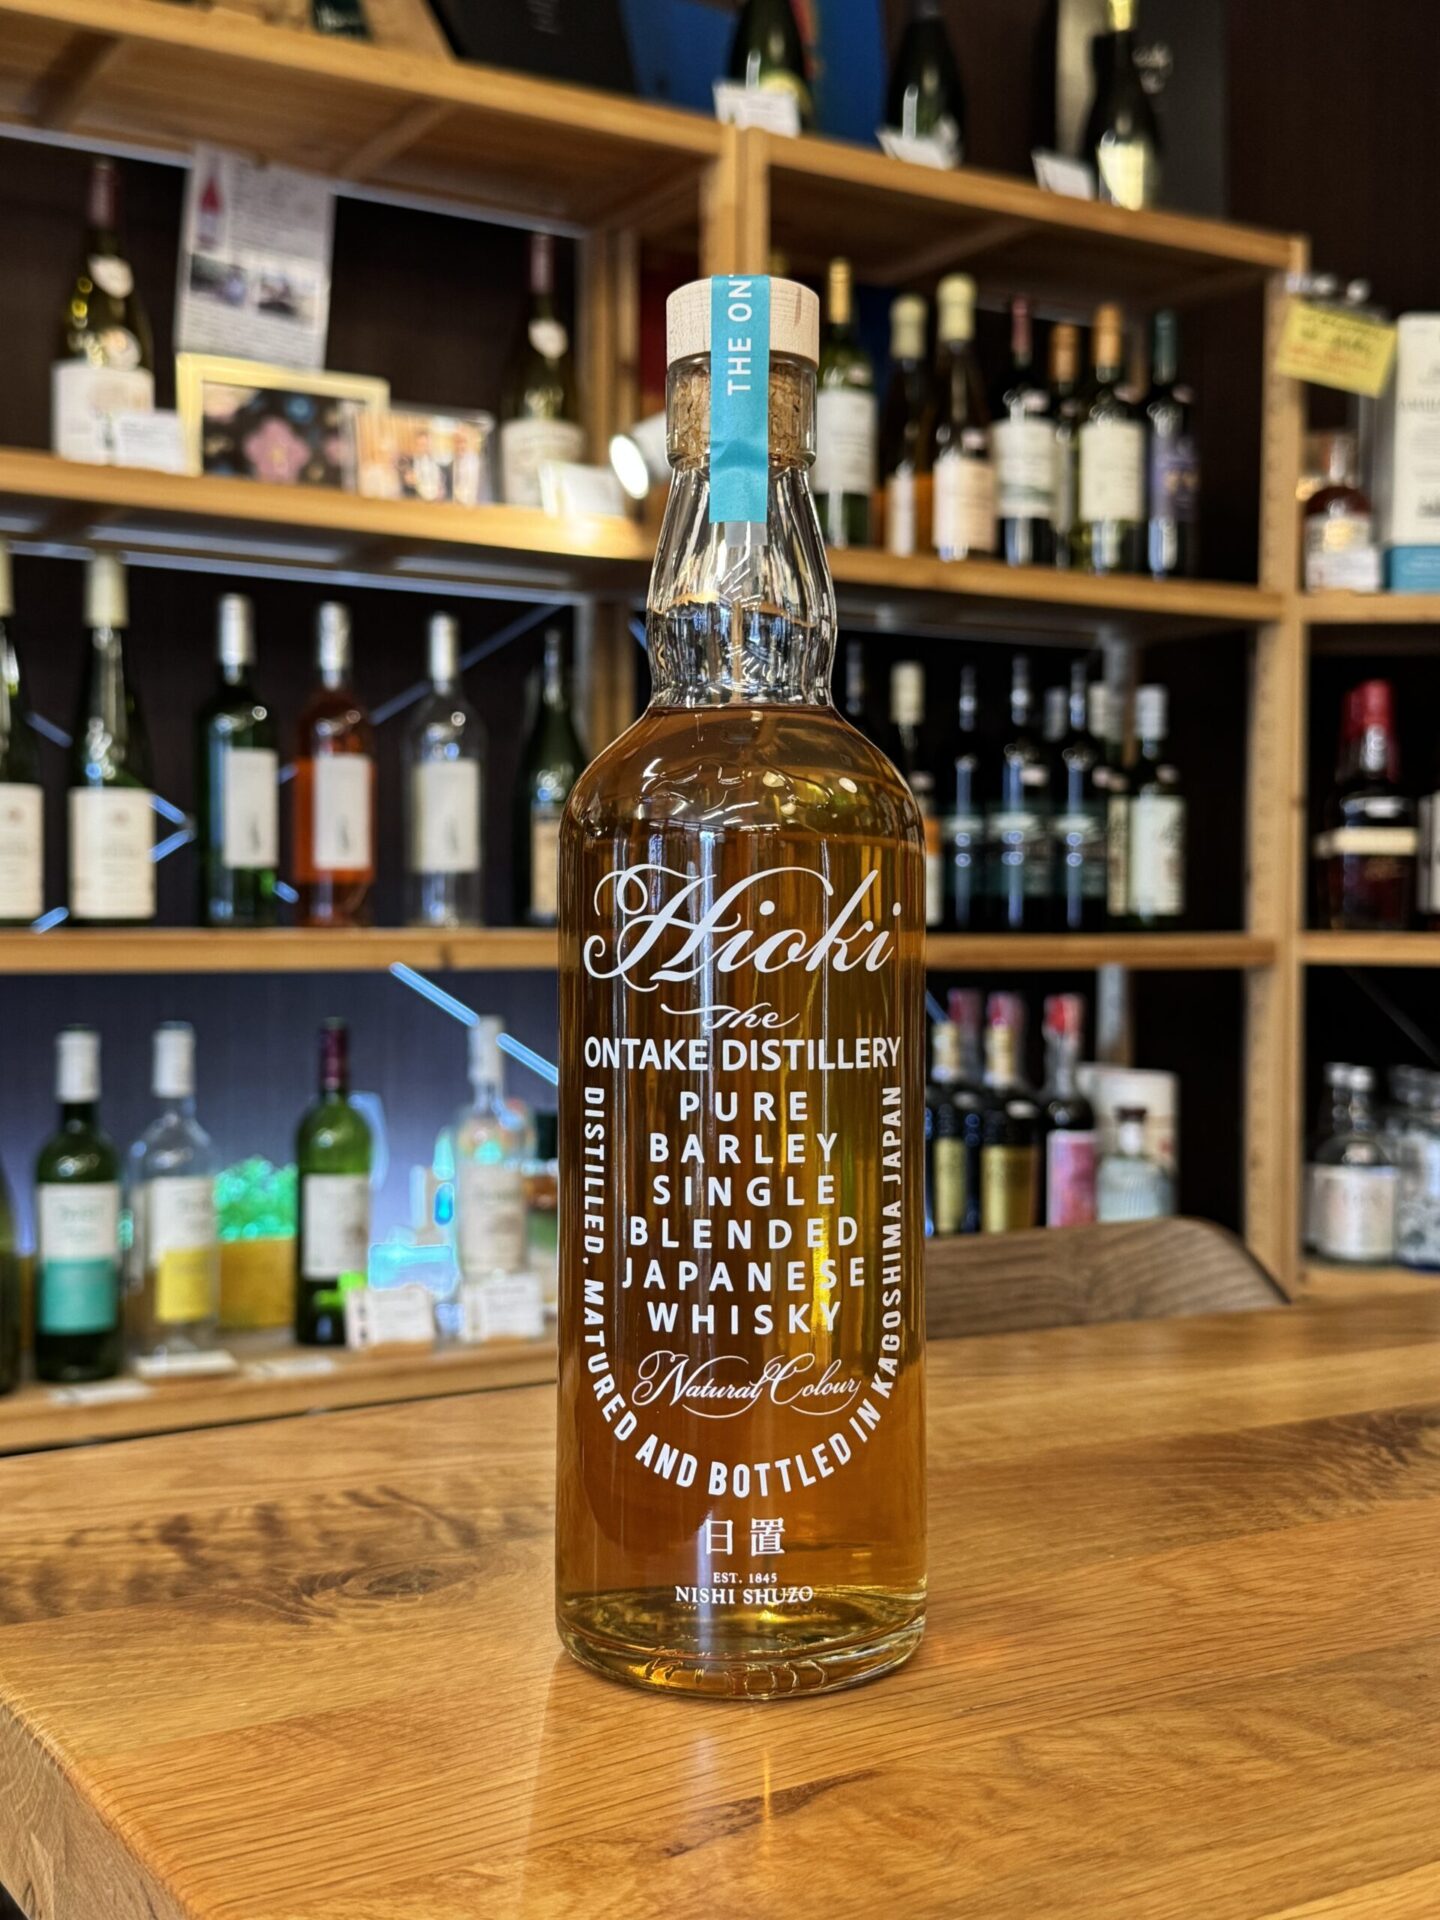 THE ON
Hioki
The
ONTAKE DISTILLERY
PURE
BARLEY
SINGLE
BLENDED
JAPANESE
WHISKY
Natural Colour
DISTILLED, MATURED AND BOTTLED IN KAGOSHIMA JAPAN
日置
EST. 1845
NISHI SHUZO